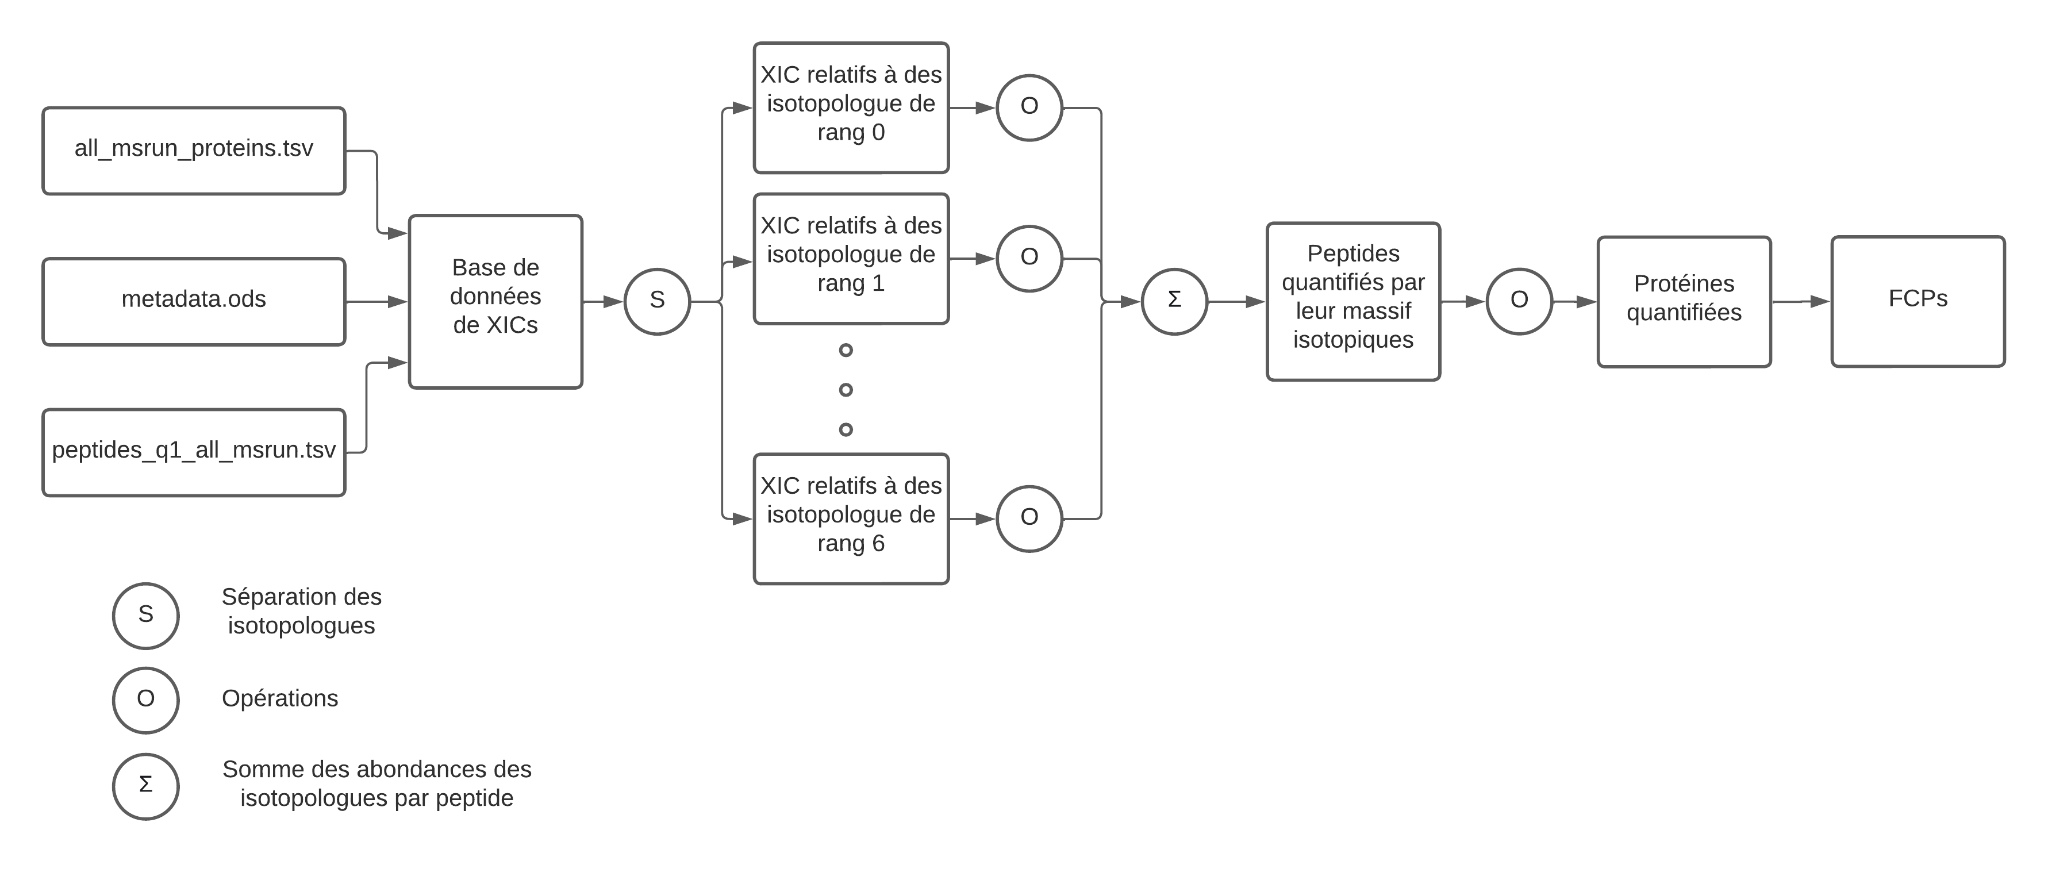 all_msrun_proteins.tsv
metadata.ods
peptides_q1_all_msrun.tsv
Base de
données
de XICs
S
XIC relatifs à des
isotopologue de
rang 0
O
XIC relatifs à des
isotopologue de
rang 1
O
XIC relatifs à des
isotopologue de
rang 6
O
Σ
Peptides
quantifiés par
leur massif
isotopiques
O
Protéines
quantifiées
FCPs
S
Séparation des
isotopologues
O
Opérations
Σ
Somme des abondances des
isotopologues par peptide